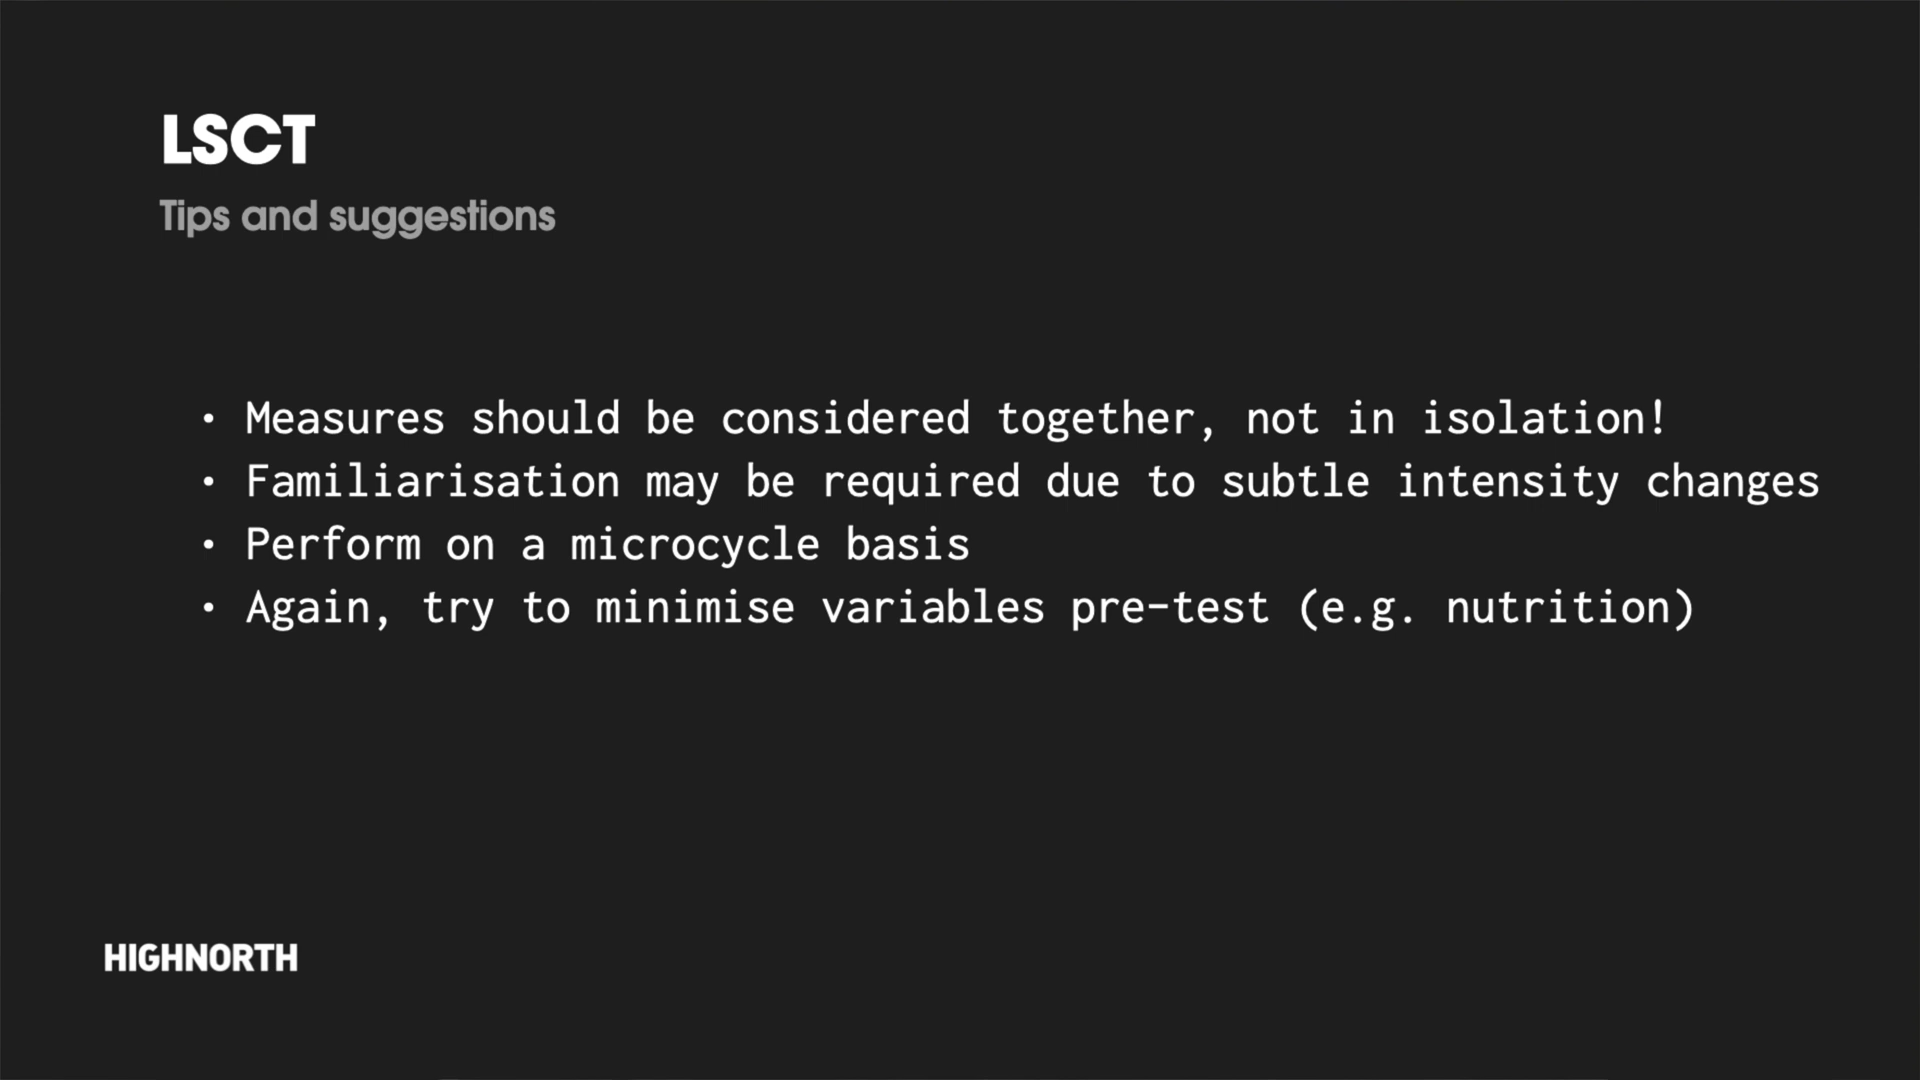 LSCT
Tips and suggestions
• Measures should be considered together, not in isolation!
• Familiarisation may be required due to subtle intensity changes
• Perform on a microcycle basis
• Again, try to minimise variables pre-test (e.g. nutrition)
HIGHNORTH